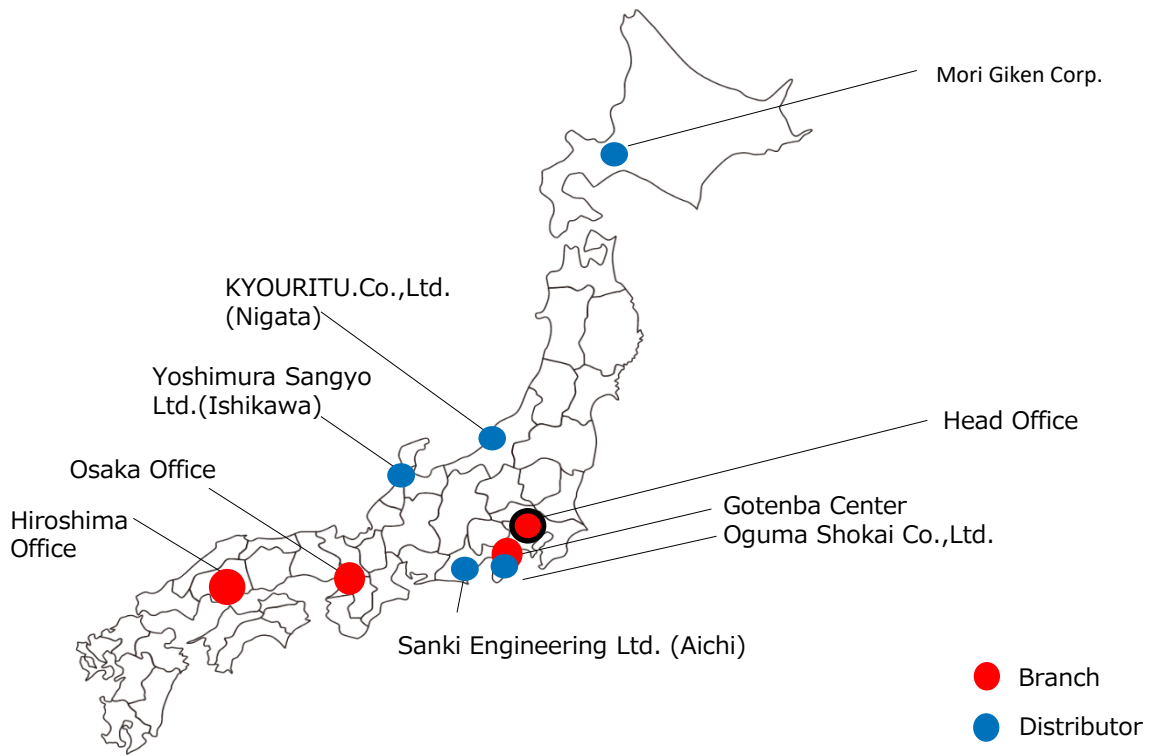 Mori Giken Corp.
KYOURITU.Co.,Ltd.
(Nigata)
Yoshimura Sangyo
Ltd.(Ishikawa)
Head Office
Osaka Office
Gotenba Center
Hiroshima
Office
Oguma Shokai Co.,Ltd.
Sanki Engineering Ltd. (Aichi)
Branch
Distributor